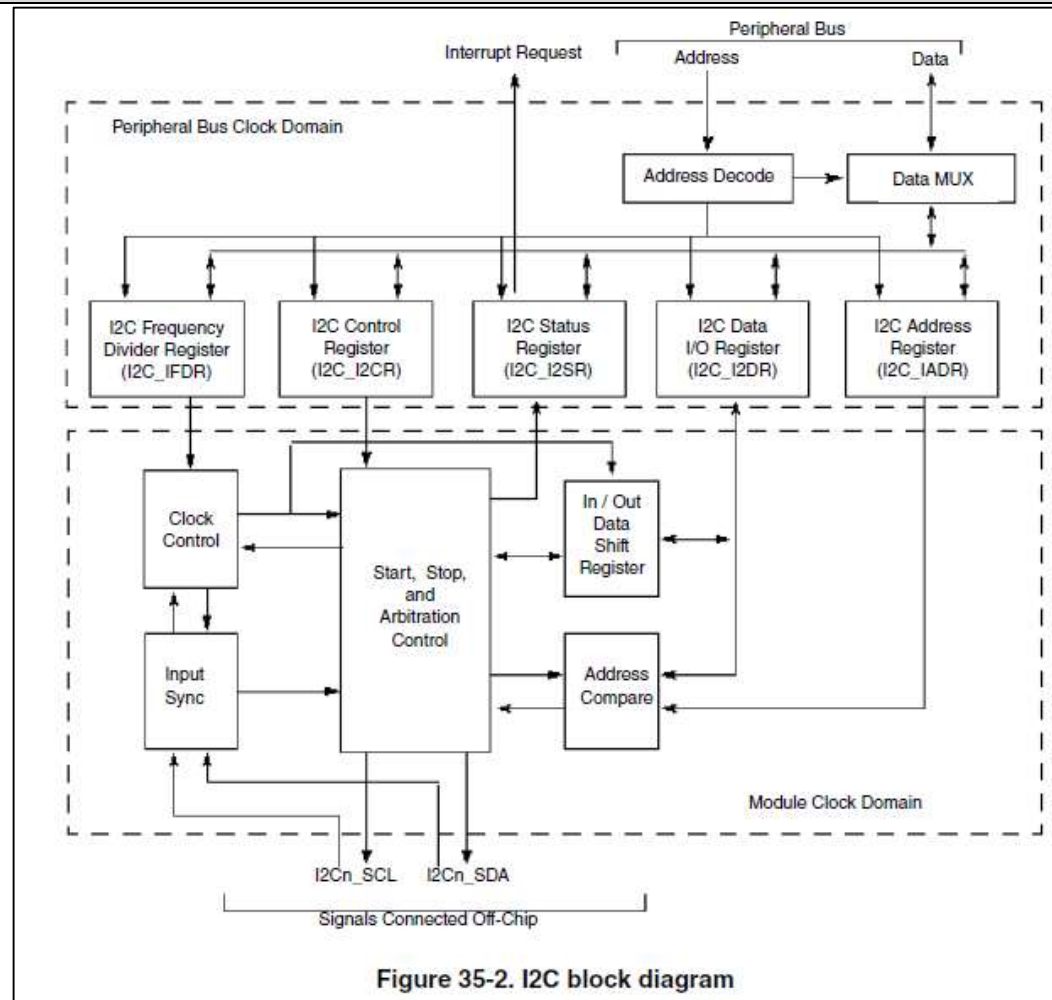 Peripheral Bus
Interrupt Request
Address
Data
Peripheral Bus Clock Domain
Address Decode
Data MUX
I2C Frequency
Divider Register
(I2C_IFDR)
I2C Control
Register
(I2C_I2CR)
I2C Status
Register
(I2C_I2SR)
I2C Data
I/O Register
(I2C_I2DR)
I2C Address
Register
(I2C_IADR)
Clock
Control
Start, Stop,
and
Arbitration
Control
In / Out
Data
Shift
Register
Input
Sync
Address
Compare
Module Clock Domain
I2Cn_SCL
I2Cn_SDA
Signals Connected Off-Chip
Figure 35-2. I2C block diagram